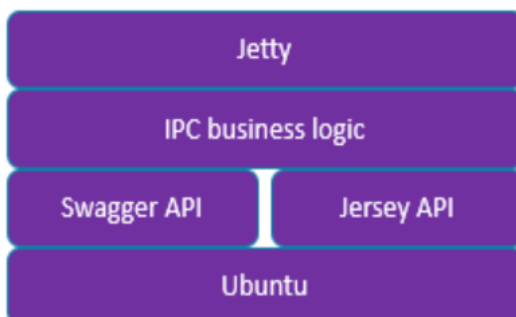 Jetty
IPC business logic
Swagger API
Jersey API
Ubuntu